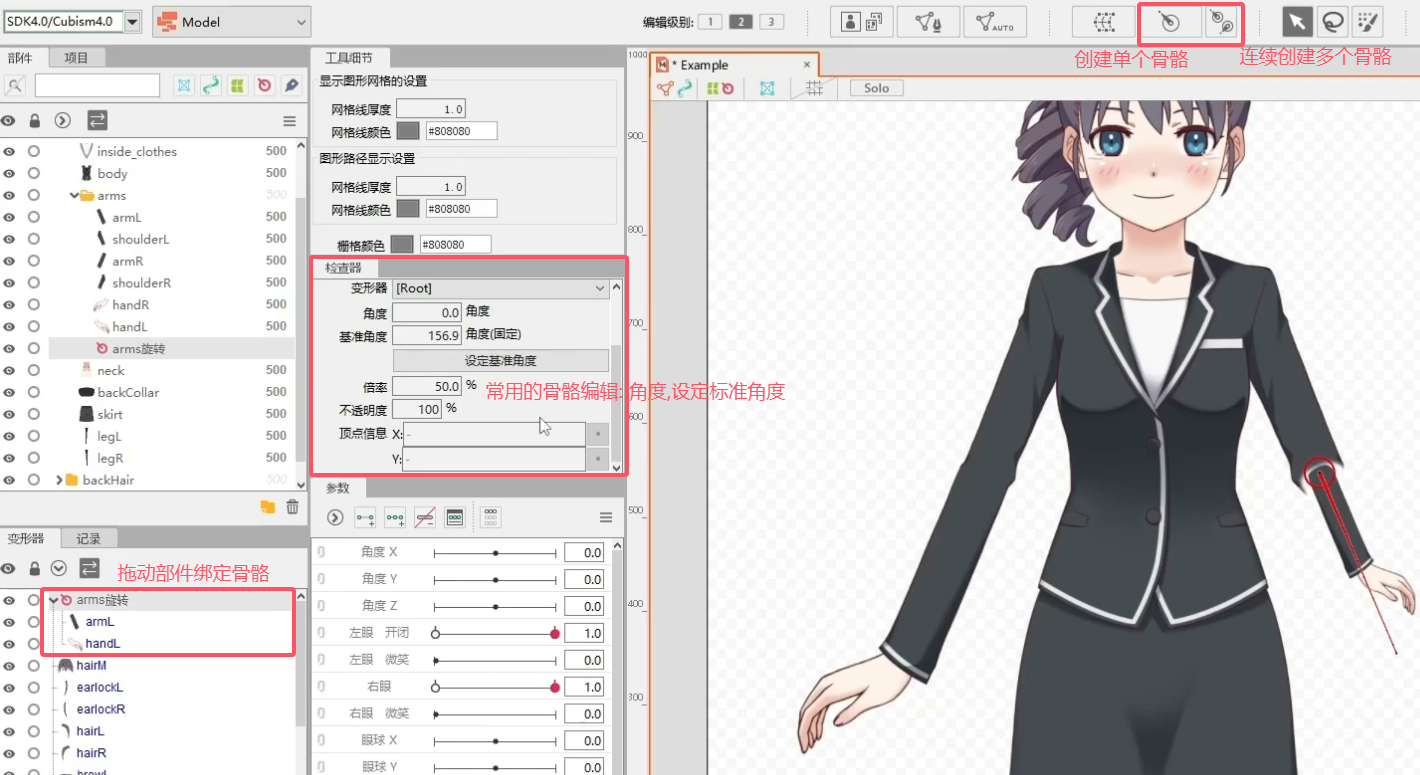 SDK4.0/Cubism4.0
Model
编辑级别: 1 2 3
AUTO
创建单个骨骼
连续创建多个骨骼
部件 项目
inside_clothes 500
body 500
arms 500
armL 500
shoulderL 500
armR 500
shoulderR 500
handR 500
handL 500
arms旋转
neck 500
backCollar 500
skirt 500
legL 500
legR 500
backHair 500
工具细节
显示图形网格的设置
网格线厚度 1.0
网格线颜色 #808080
图形路径显示设置
网格线厚度 1.0
网格线颜色 #808080
栅格颜色 #808080
检查器
变形器 [Root]
角度 0.0 角度
基准角度 156.9 角度(固定)
设定基准角度
倍率 50.0 %
不透明度 100 %
顶点信息 X: -
Y: -
常用的骨骼编辑: 角度,设定标准角度
参数
角度 X 0.0
角度 Y 0.0
角度 Z 0.0
左眼 开闭 1.0
左眼 微笑 0.0
右眼 1.0
右眼 微笑 0.0
眼球 X 0.0
眼球 Y 0.0
变形器 记录
拖动部件绑定骨骼
arms旋转
armL
handL
hairM
earlockL
earlockR
hairL
hairR
* Example ×
Solo
1000
900
800
700
600
500
400
300